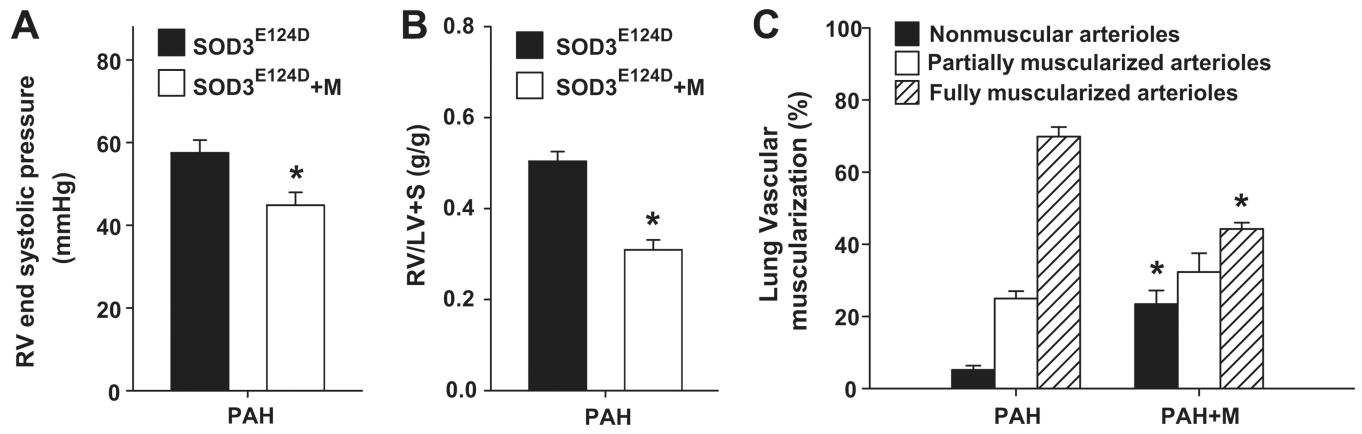 A
RV end systolic pressure
(mmHg)
80
60
40
20
0
SOD3E124D
SOD3E124D+M
*
PAH
B
RV/LV+S (g/g)
0.8
0.6
0.4
0.2
0.0
SOD3E124D
SOD3E124D+M
*
PAH
C
Lung Vascular
muscularization (%)
100
80
60
40
20
0
Nonmuscular arterioles
Partially muscularized arterioles
Fully muscularized arterioles
*
*
PAH
PAH+M